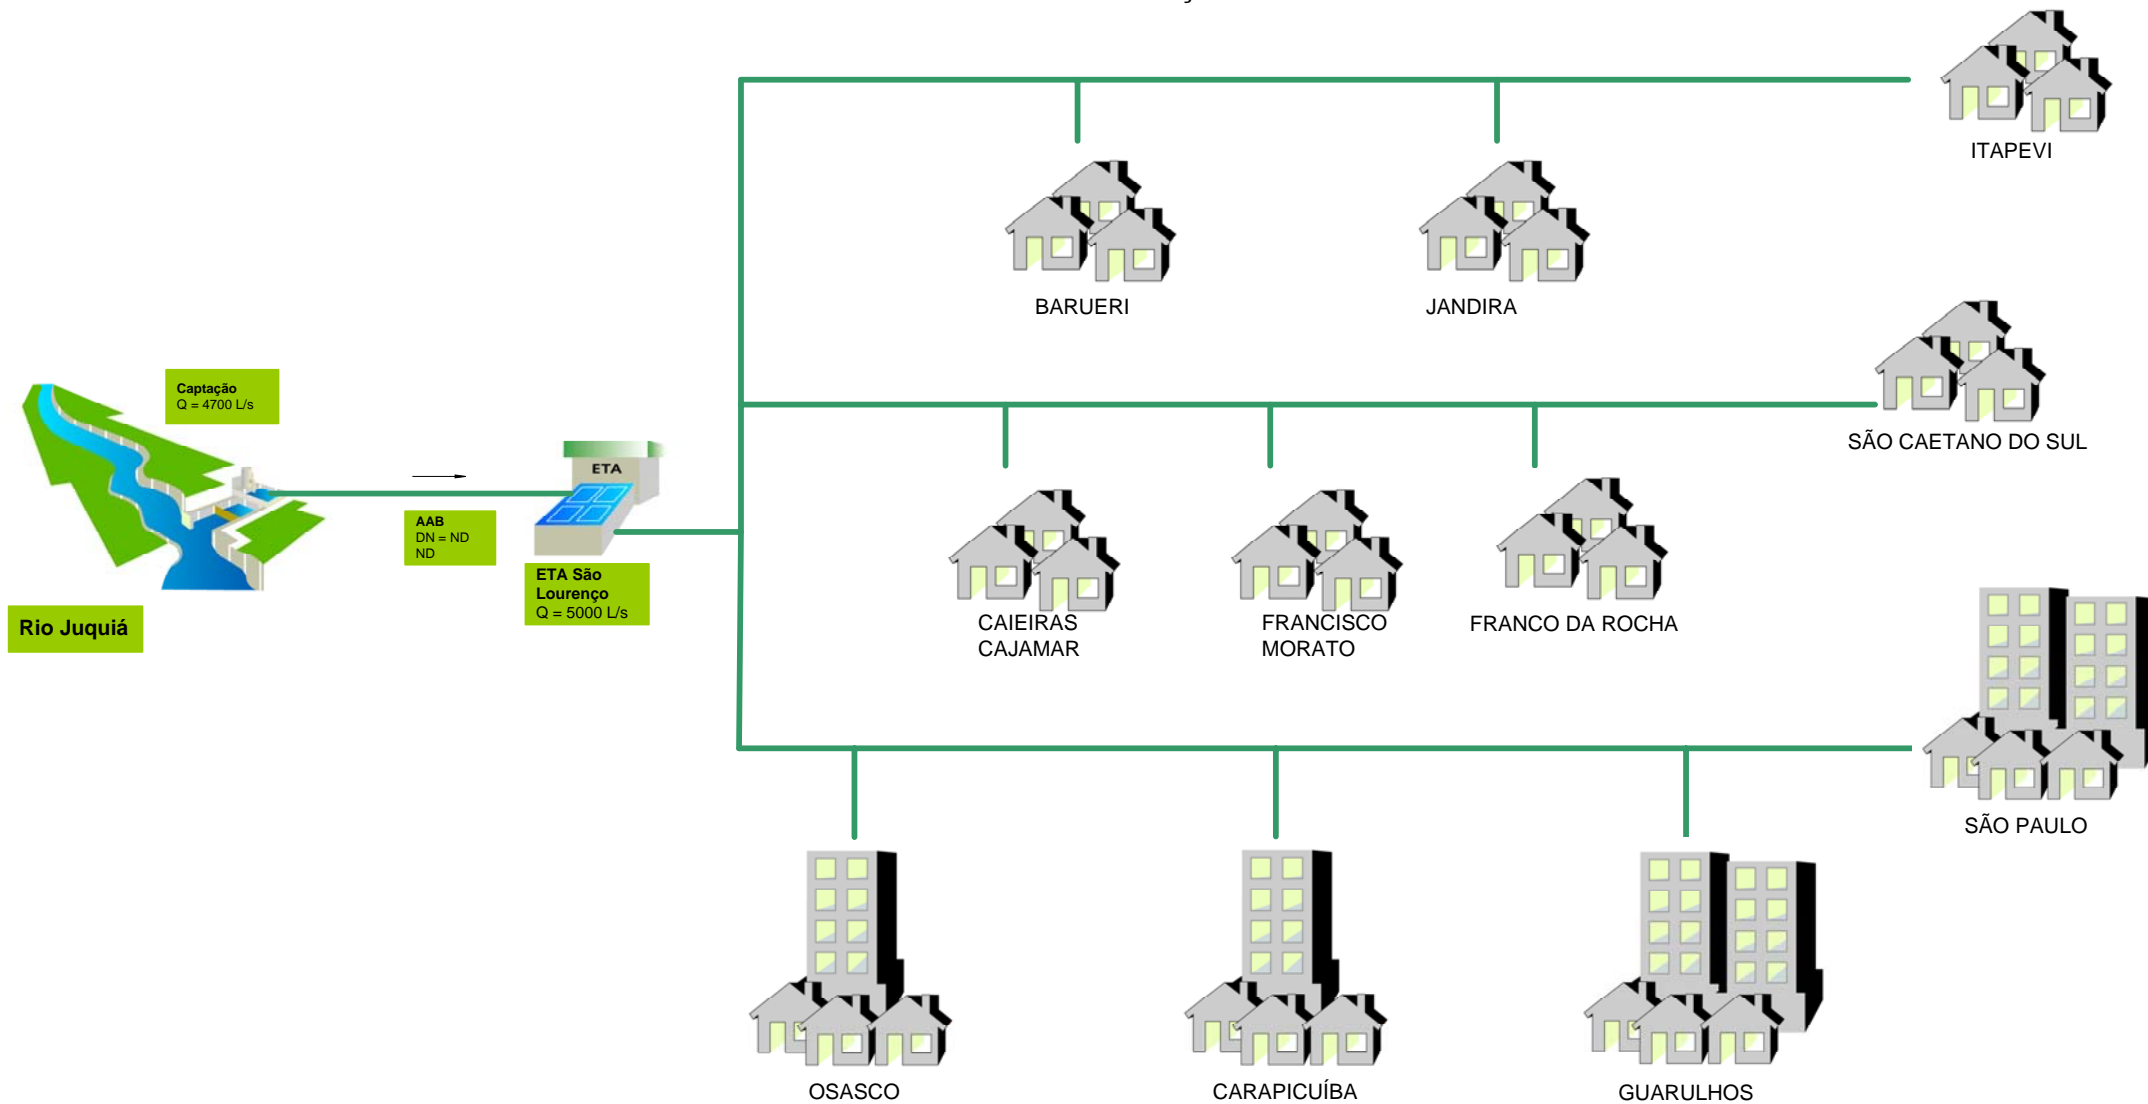 ITAPEVI
BARUERI
JANDIRA
Captação
Q = 4700 L/s
SÃO CAETANO DO SUL
ETA
AAB
DN = ND
ND
ETA São
Lourenço
Q = 5000 L/s
Rio Juquiá
CAIEIRAS
CAJAMAR
FRANCISCO
MORATO
FRANCO DA ROCHA
SÃO PAULO
OSASCO
CARAPICUÍBA
GUARULHOS